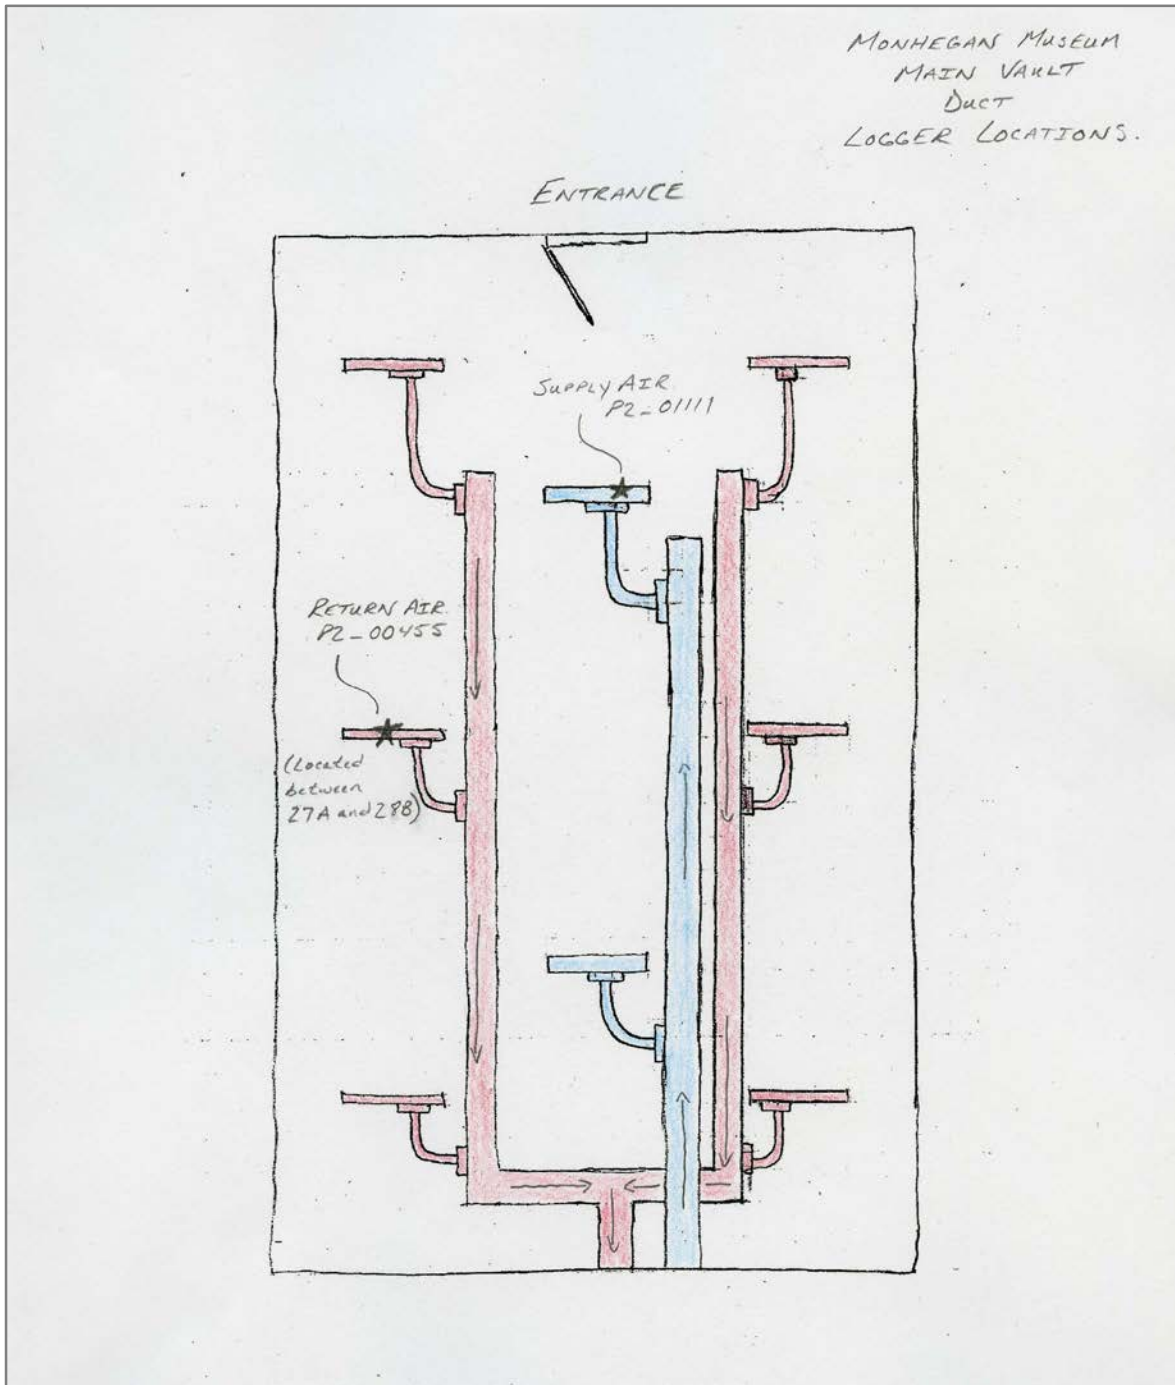 MONHEGAN MUSEUM
MAIN VAULT
DUCT
LOGGER LOCATIONS.
ENTRANCE
SUPPLY AIR
P2_01111
RETURN AIR
P2_00455
(Located
between
27A and 28B)